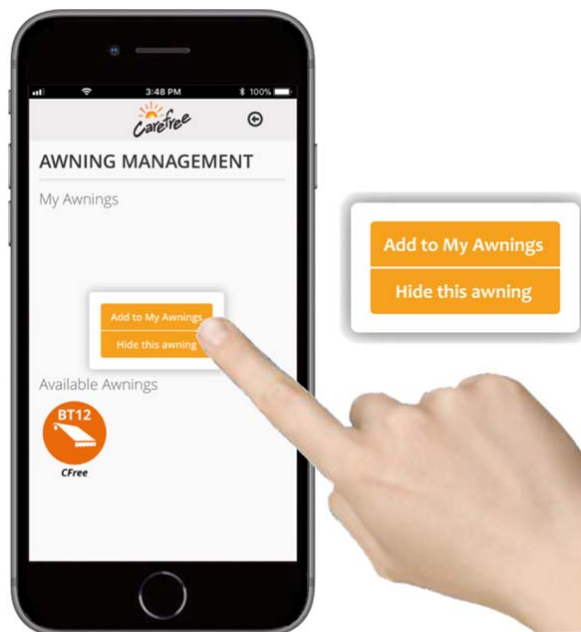 3:48 PM
100%
Carefree
AWNING MANAGEMENT
My Awnings
Add to My Awnings
Hide this awning
Available Awnings
BT12
CFree
Add to My Awnings
Hide this awning